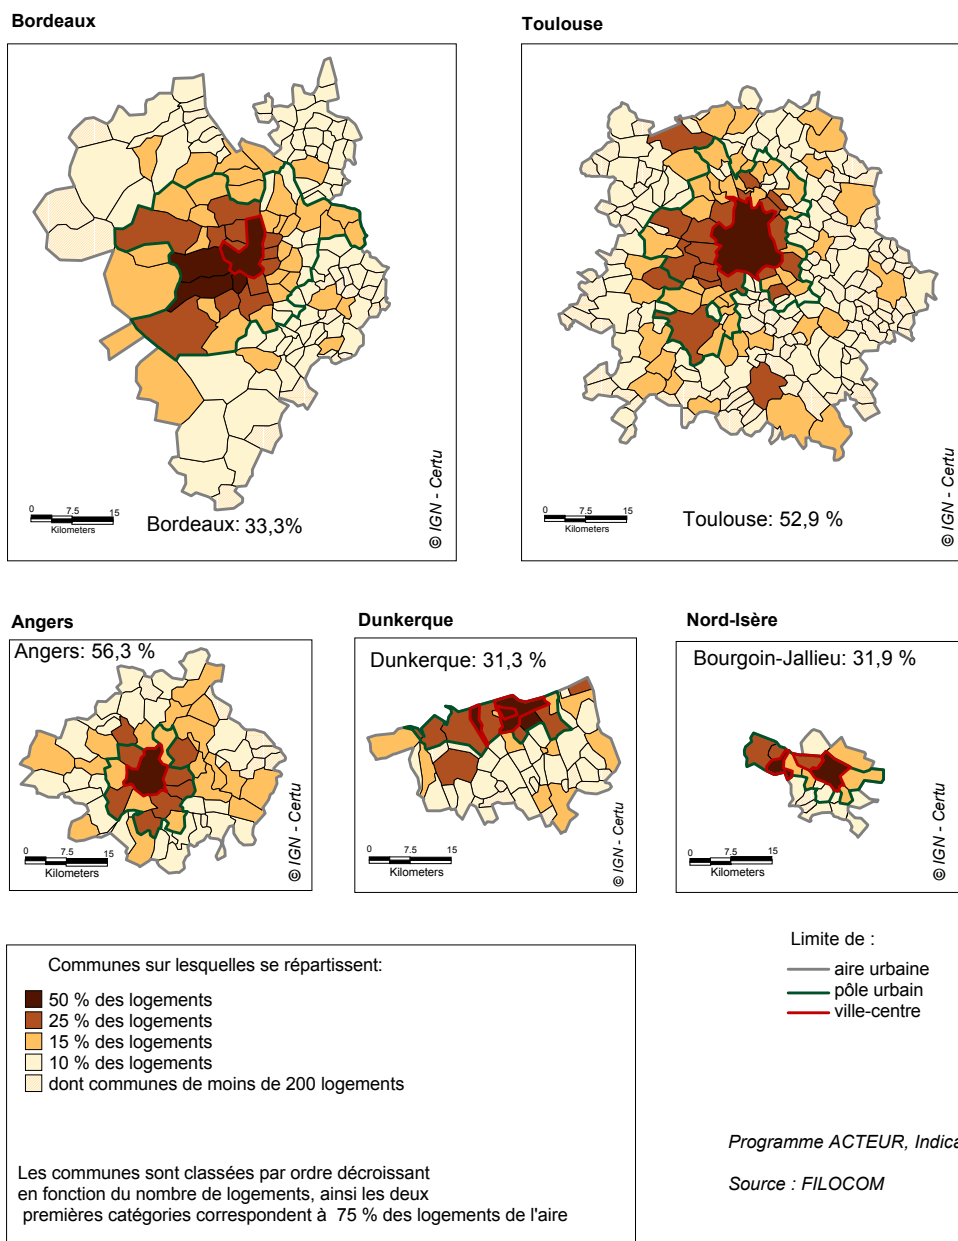 Bordeaux
Toulouse
0 7.5 15
Kilometers
Bordeaux: 33,3%
© IGN - Certu
0 7.5 15
Kilometers
Toulouse: 52,9 %
© IGN - Certu
Angers
Dunkerque
Nord-Isère
Angers: 56,3 %
0 7.5 15
Kilometers
© IGN - Certu
Dunkerque: 31,3 %
0 7.5 15
Kilometers
© IGN - Certu
Bourgoin-Jallieu: 31,9 %
0 7.5 15
Kilometers
© IGN - Certu
Communes sur lesquelles se répartissent:
50 % des logements
25 % des logements
15 % des logements
10 % des logements
dont communes de moins de 200 logements
Les communes sont classées par ordre décroissant
en fonction du nombre de logements, ainsi les deux
premières catégories correspondent à 75 % des logements de l'aire
Limite de :
aire urbaine
pôle urbain
ville-centre
Programme ACTEUR, Indica
Source : FILOCOM